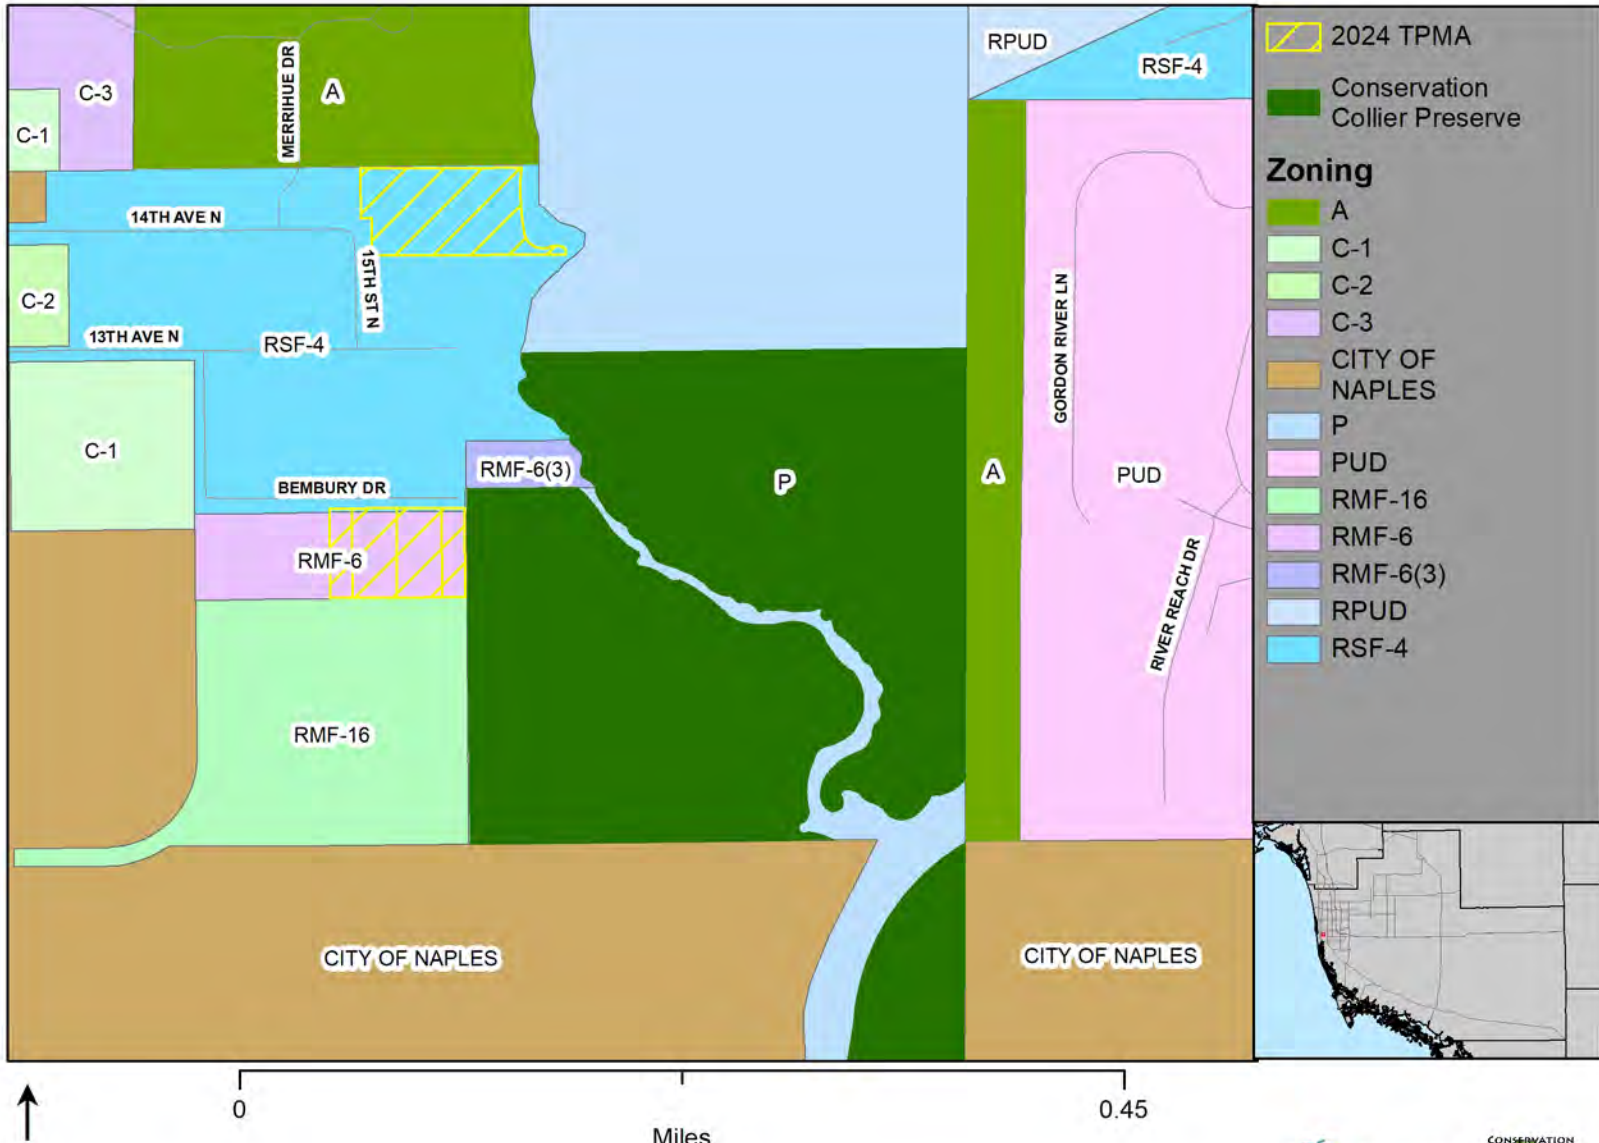 RPUD
RSF-4
C-3
MERRIHUE DR
A
C-1
14TH AVE N
15TH ST N
C-2
13TH AVE N
RSF-4
GORDON RIVER LN
C-1
RMF-6(3)
P
A
PUD
BEMBURY DR
RMF-6
RIVER REACH DR
RMF-16
CITY OF NAPLES
CITY OF NAPLES
2024 TPMA
Conservation
Collier Preserve
Zoning
A
C-1
C-2
C-3
CITY OF
NAPLES
P
PUD
RMF-16
RMF-6
RMF-6(3)
RPUD
RSF-4
0
0.45
Miles
CONSERVATION